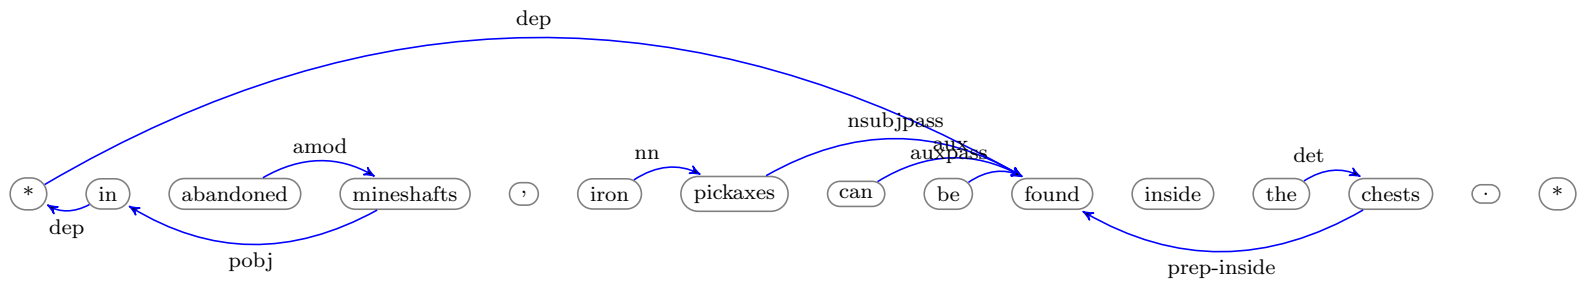 dep
nsubjpass
aux
amod
nn
auxpass
det
* in abandoned mineshafts , iron pickaxes can be found inside the chests . *
dep
pobj
prep-inside